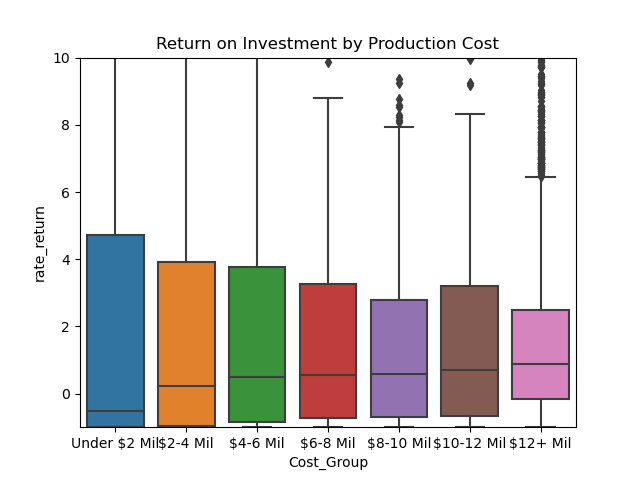 Return on Investment by Production Cost
10
8
6
4
2
0
rate_return
Under $2 Mil $2-4 Mil $4-6 Mil $6-8 Mil $8-10 Mil $10-12 Mil $12+ Mil
Cost_Group